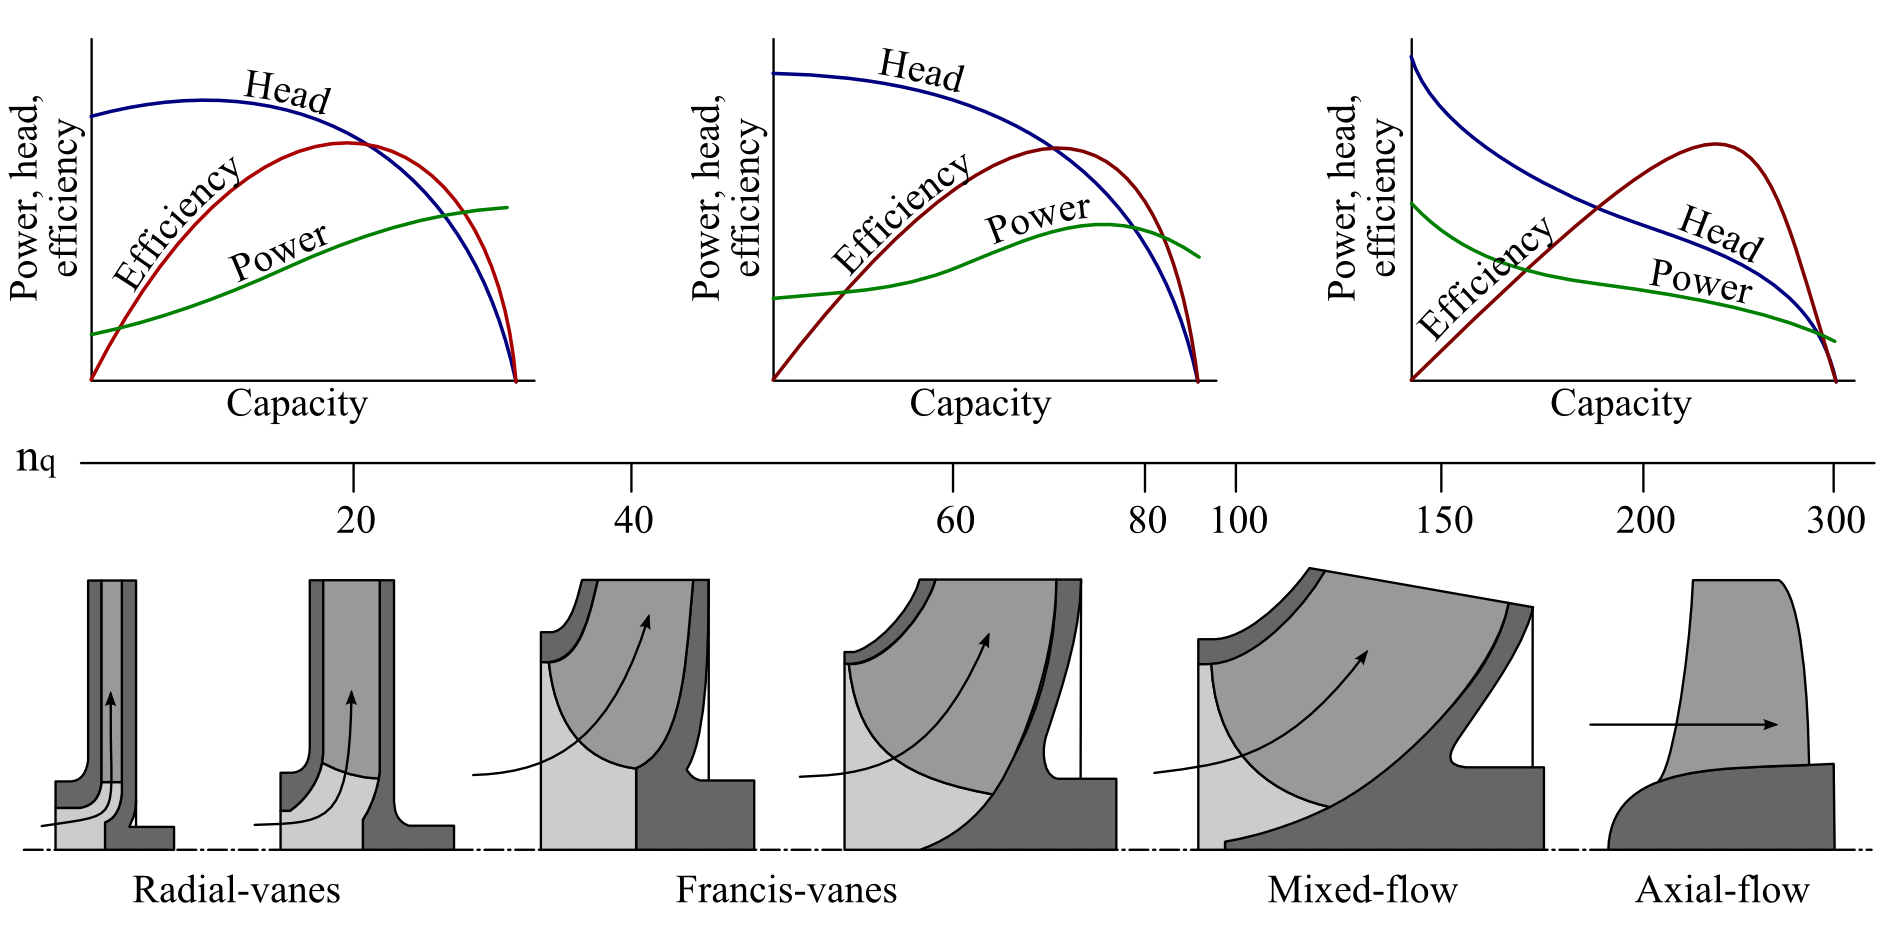 Power, head,
efficiency
Head
Efficiency
Power
Capacity
Power, head,
efficiency
Head
Efficiency
Power
Capacity
Power, head,
efficiency
Head
Efficiency
Power
Capacity
nq
20 40 60 80 100 150 200 300
Radial-vanes Francis-vanes Mixed-flow Axial-flow